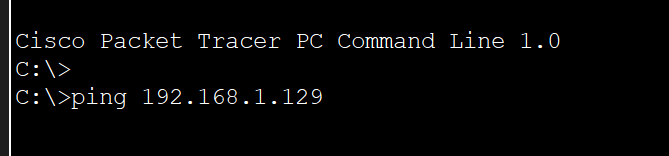 Cisco Packet Tracer PC Command Line 1.0
C:\>
C:\>ping 192.168.1.129